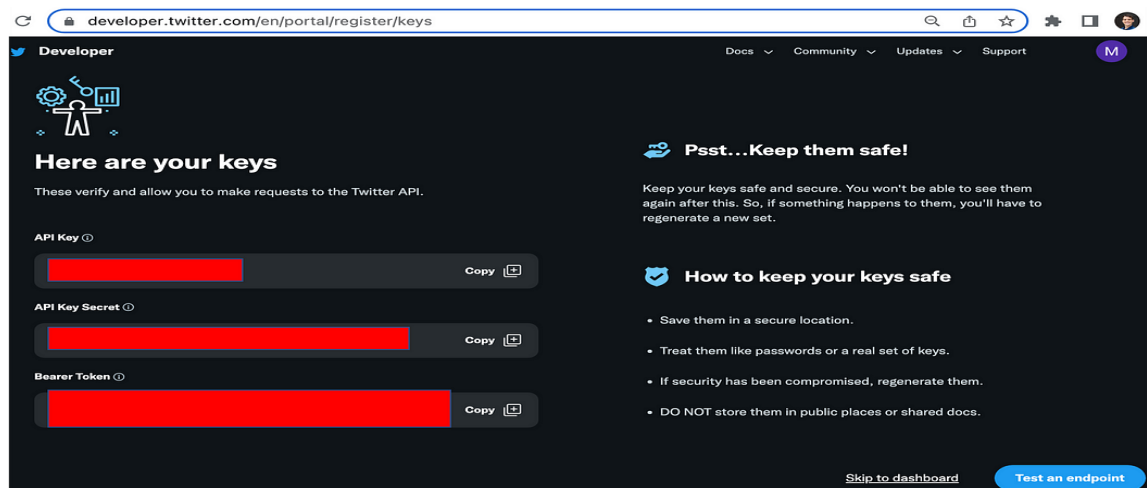 developer.twitter.com/en/portal/register/keys
Developer
Docs
Community
Updates
Support
M
Here are your keys
These verify and allow you to make requests to the Twitter API.
API Key
Copy
API Key Secret
Copy
Bearer Token
Copy
Psst...Keep them safe!
Keep your keys safe and secure. You won't be able to see them
again after this. So, if something happens to them, you'll have to
regenerate a new set.
How to keep your keys safe
• Save them in a secure location.
• Treat them like passwords or a real set of keys.
• If security has been compromised, regenerate them.
• DO NOT store them in public places or shared docs.
Skip to dashboard
Test an endpoint